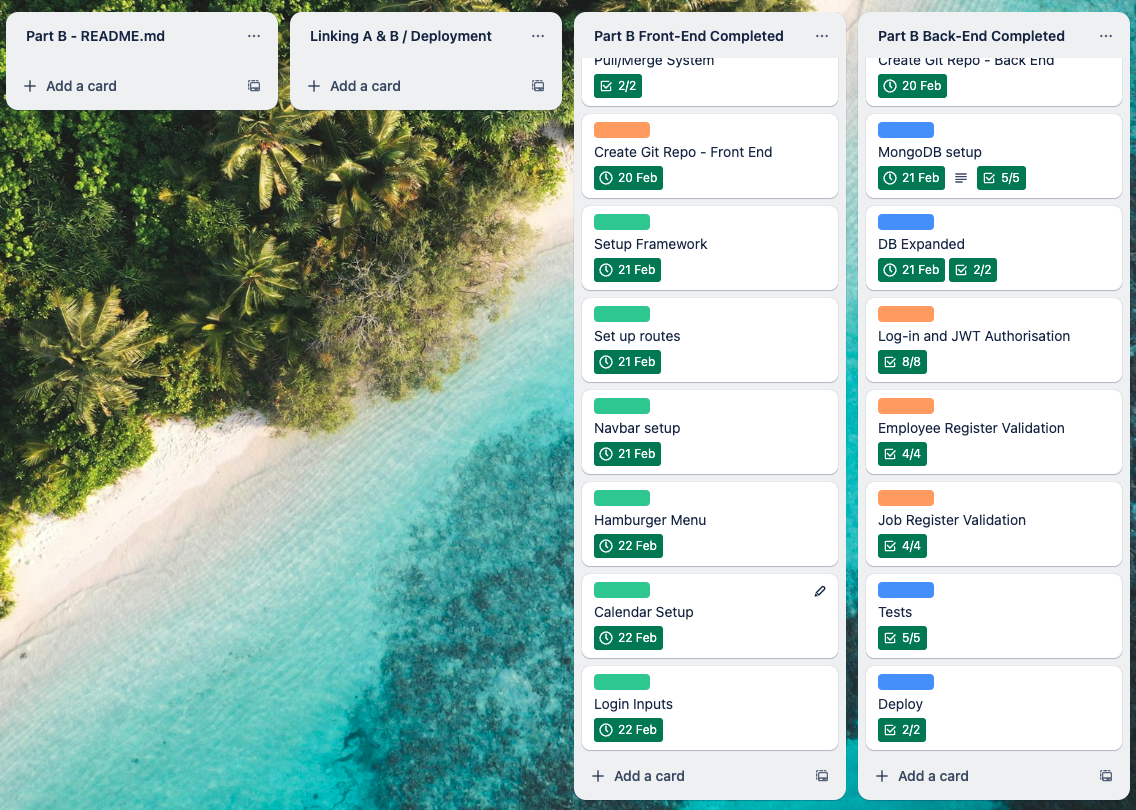 Part B - README.md
Add a card
Linking A & B / Deployment
Add a card
Part B Front-End Completed
Pull/Merge System
2/2
Create Git Repo - Front End
20 Feb
Setup Framework
21 Feb
Set up routes
21 Feb
Navbar setup
21 Feb
Hamburger Menu
22 Feb
Calendar Setup
22 Feb
Login Inputs
22 Feb
Add a card
Part B Back-End Completed
Create Git Repo - Back End
20 Feb
MongoDB setup
21 Feb 5/5
DB Expanded
21 Feb 2/2
Log-in and JWT Authorisation
8/8
Employee Register Validation
4/4
Job Register Validation
4/4
Tests
5/5
Deploy
2/2
Add a card